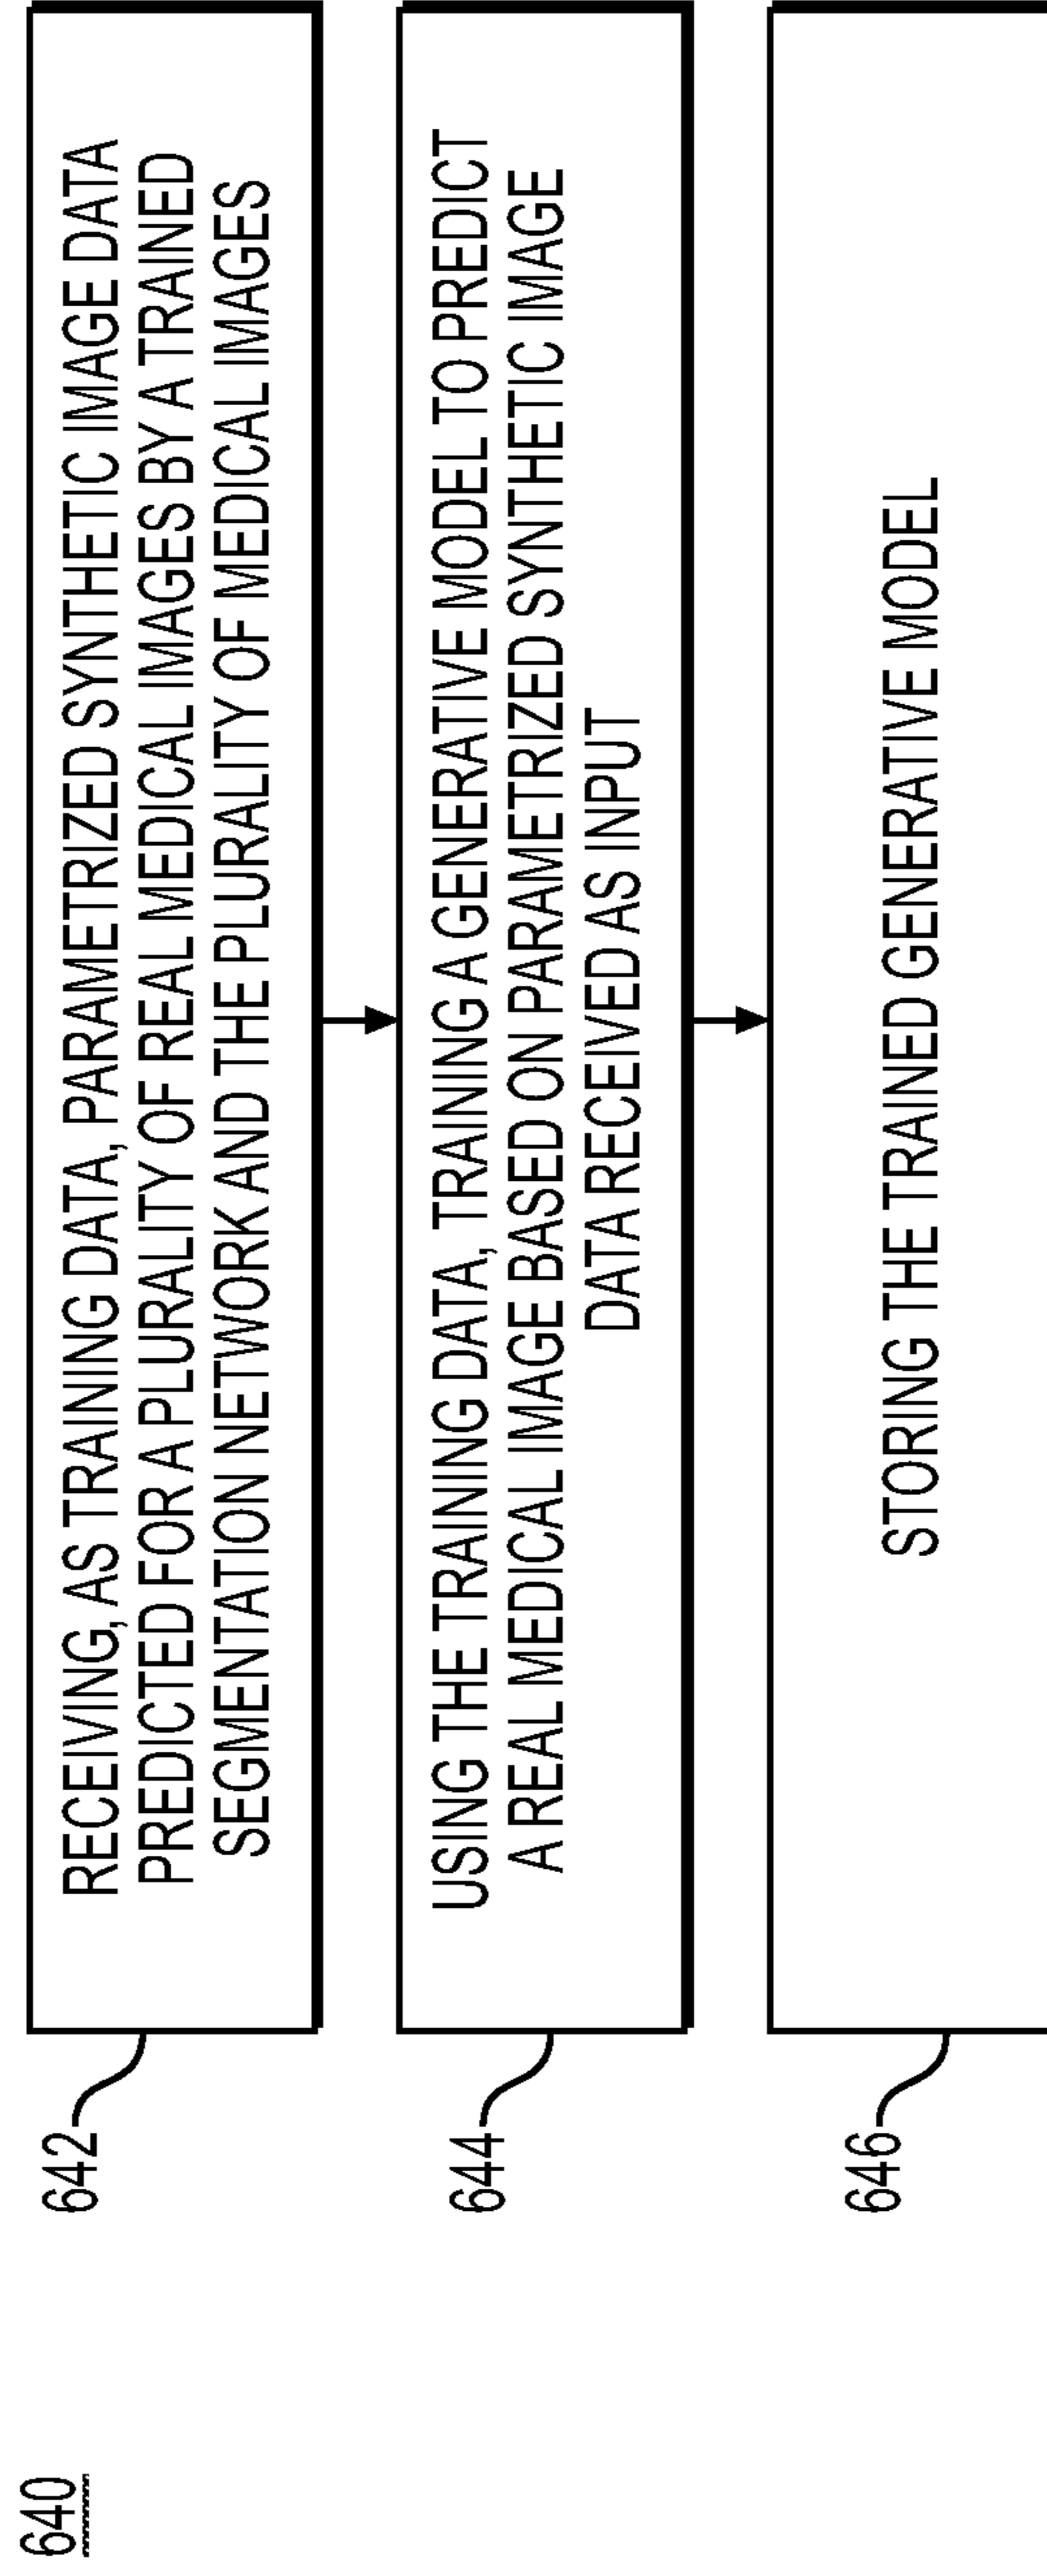 640
642
RECEIVING, AS TRAINING DATA, PARAMETRIZED SYNTHETIC IMAGE DATA
PREDICTED FOR A PLURALITY OF REAL MEDICAL IMAGES BY A TRAINED
SEGMENTATION NETWORK AND THE PLURALITY OF MEDICAL IMAGES
644
USING THE TRAINING DATA, TRAINING A GENERATIVE MODEL TO PREDICT
A REAL MEDICAL IMAGE BASED ON PARAMETRIZED SYNTHETIC IMAGE
DATA RECEIVED AS INPUT
646
STORING THE TRAINED GENERATIVE MODEL